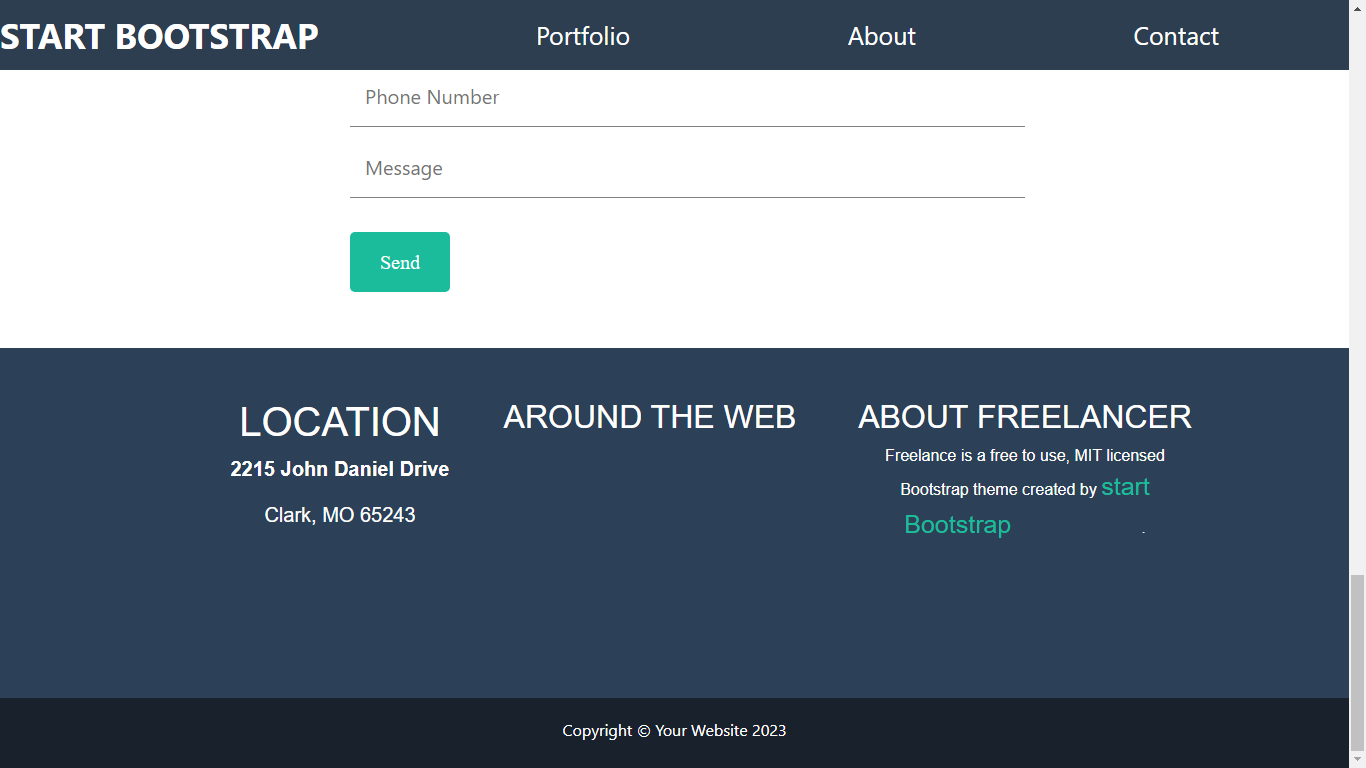 START BOOTSTRAP
Portfolio
About
Contact
Phone Number
Message
Send
LOCATION
2215 John Daniel Drive
Clark, MO 65243
AROUND THE WEB
ABOUT FREELANCER
Freelance is a free to use, MIT licensed
Bootstrap theme created by start
Bootstrap .
Copyright © Your Website 2023